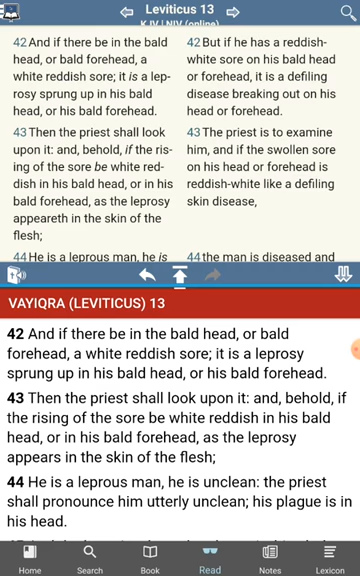 Leviticus 13
KJV | NIV (online)
42 And if there be in the bald
head, or bald forehead, a
white reddish sore; it is a lep-
rosy sprung up in his bald
head, or his bald forehead.
43 Then the priest shall look
upon it: and, behold, if the ris-
ing of the sore be white red-
dish in his bald head, or in his
bald forehead, as the leprosy
appeareth in the skin of the
flesh;
44 He is a leprous man, he is
42 But if he has a reddish-
white sore on his bald head
or forehead, it is a defiling
disease breaking out on his
head or forehead.
43 The priest is to examine
him, and if the swollen sore
on his head or forehead is
reddish-white like a defiling
skin disease,
44 the man is diseased and
VAYIQRA (LEVITICUS) 13
42 And if there be in the bald head, or bald
forehead, a white reddish sore; it is a leprosy
sprung up in his bald head, or his bald forehead.
43 Then the priest shall look upon it: and, behold, if
the rising of the sore be white reddish in his bald
head, or in his bald forehead, as the leprosy
appears in the skin of the flesh;
44 He is a leprous man, he is unclean: the priest
shall pronounce him utterly unclean; his plague is in
his head.
Home
Search
Book
Read
Notes
Lexicon